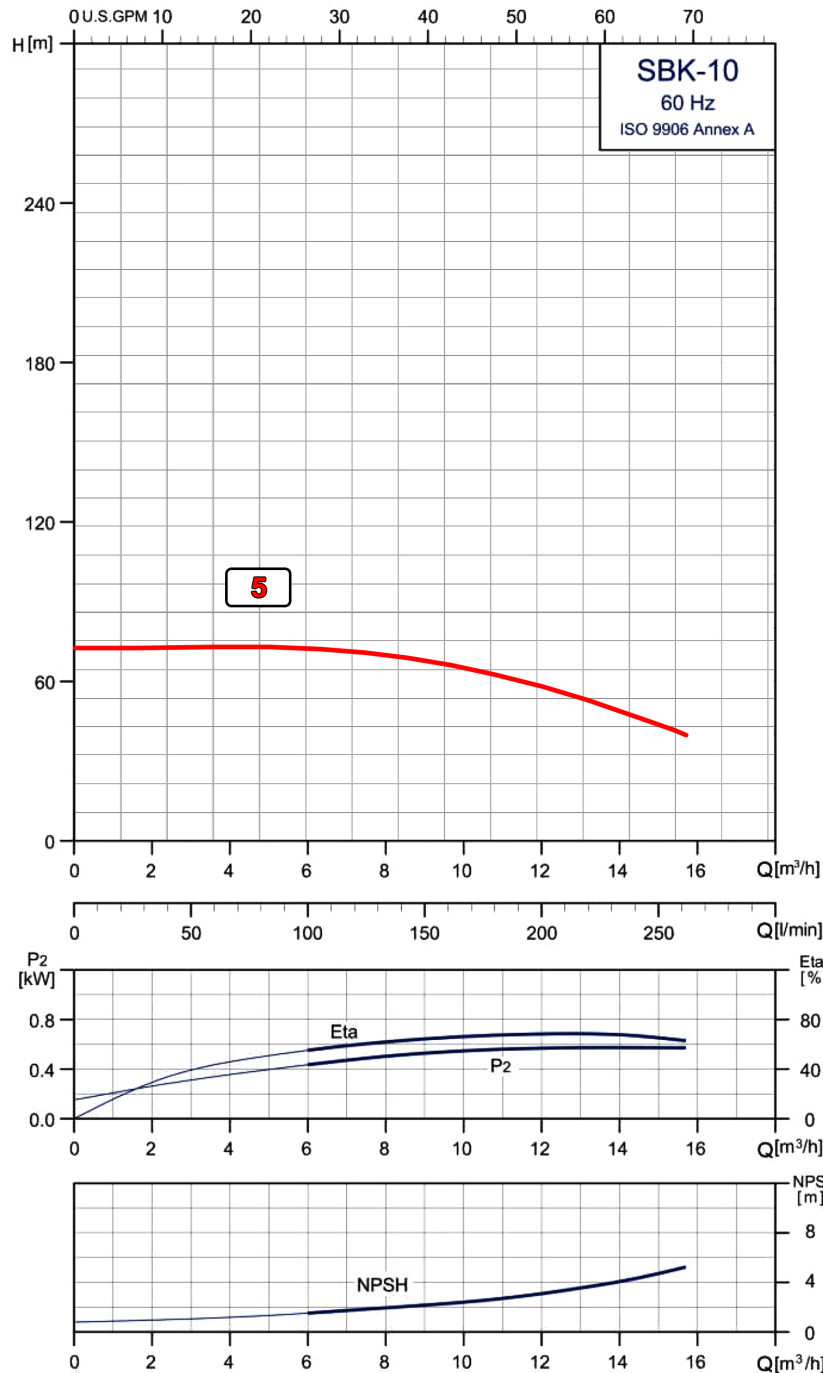 0 U.S.GPM 10 20 30 40 50 60 70
H [m]
SBK-10
60 Hz
ISO 9906 Annex A
240
180
120
5
60
0
0 2 4 6 8 10 12 14 16 Q[m³/h]
0 50 100 150 200 250 Q[l/min]
P2 Eta
[kW] [%
0.8 80
Eta
0.4 P2 40
0.0 0
0 2 4 6 8 10 12 14 16 Q[m³/h]
NPS
[m]
8
NPSH 4
0
0 2 4 6 8 10 12 14 16 Q[m³/h]